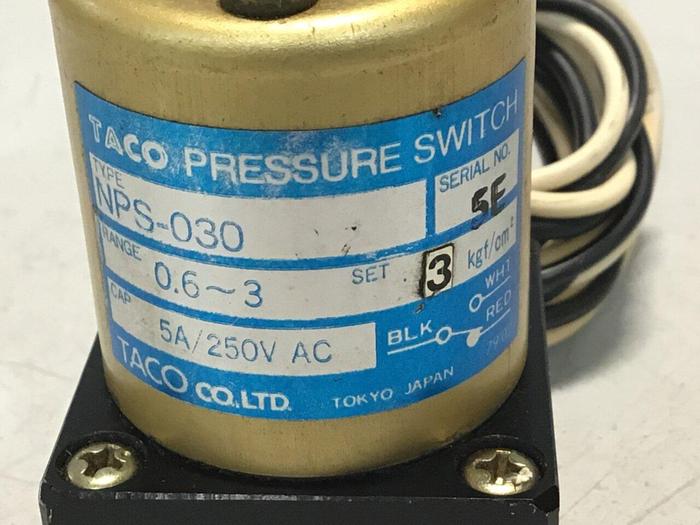 TACO PRESSURE SWITCH
TYPE
NPS-030
SERIAL NO.
5E
RANGE
0.6~3
SET 3 kgf/cm²
CAP
5A/250V AC
BLK WHT RED
TACO CO.,LTD. TOKYO JAPAN